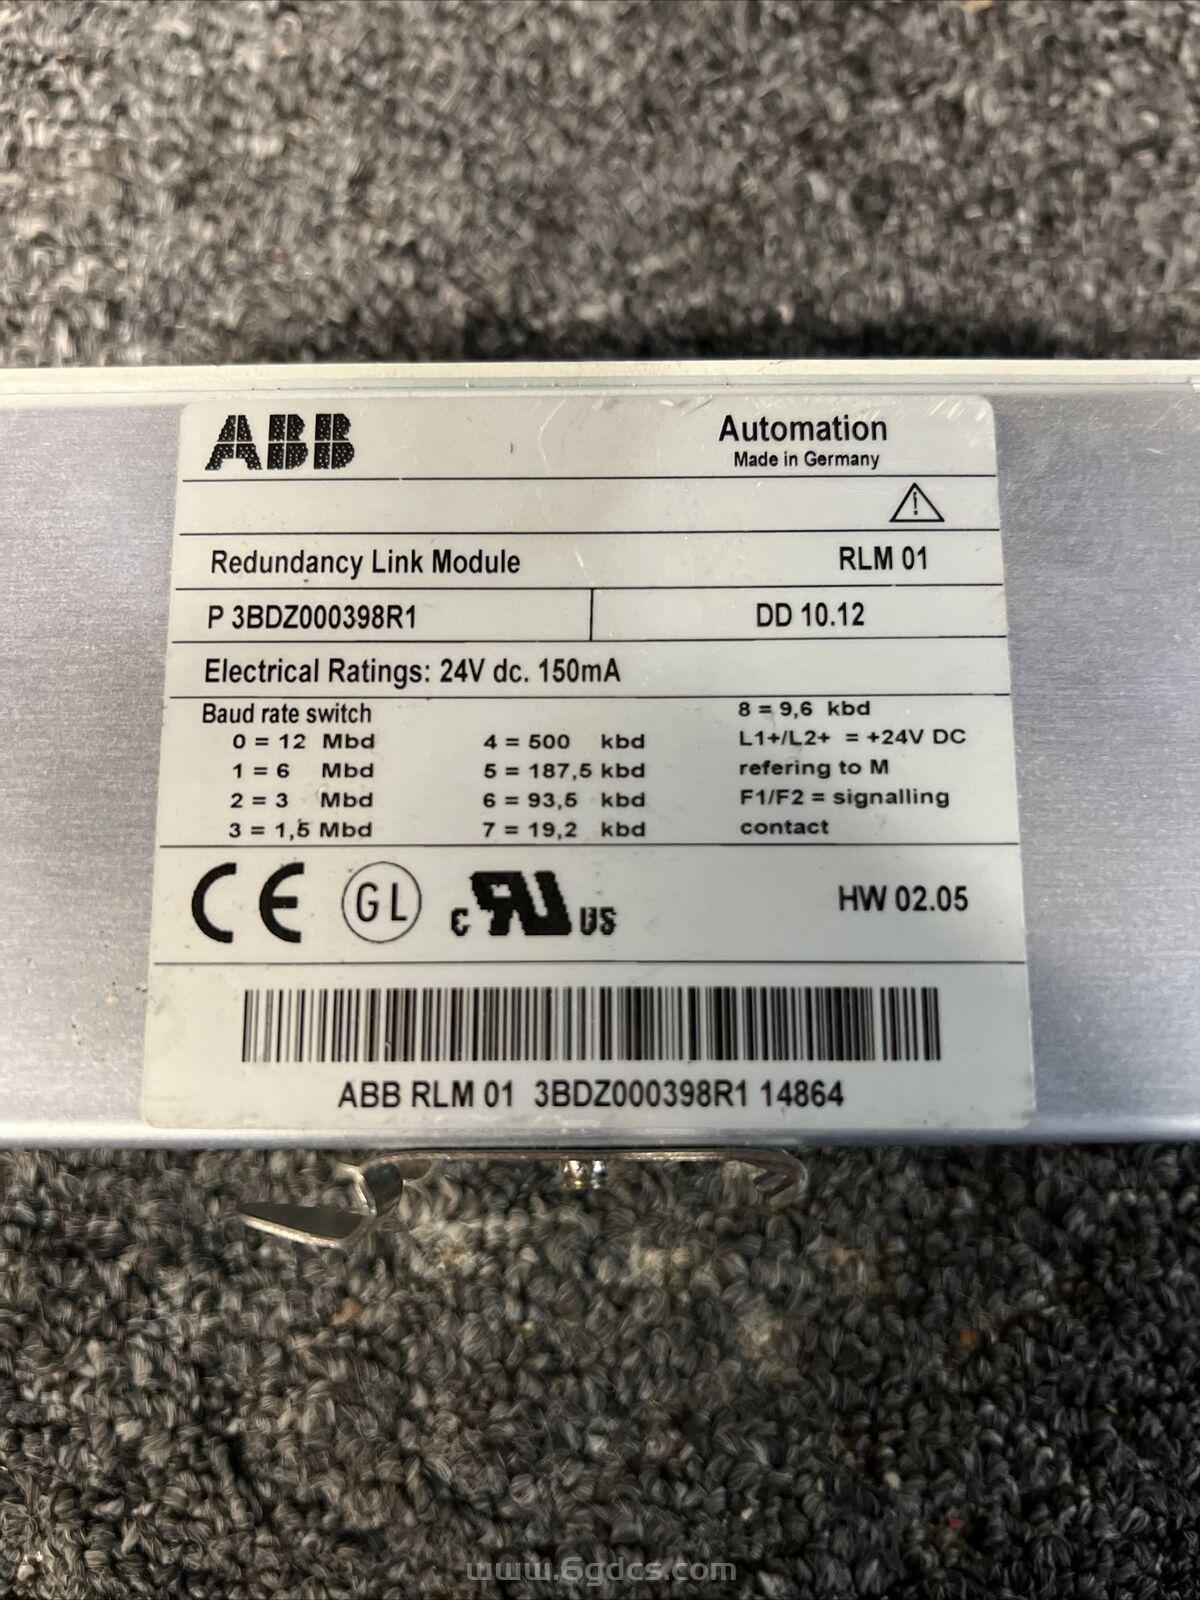 ABB Automation
Made in Germany
Redundancy Link Module RLM 01
P 3BDZ000398R1 DD 10.12
Electrical Ratings: 24V dc. 150mA
Baud rate switch 8 = 9,6 kbd
0 = 12 Mbd 4 = 500 kbd L1+/L2+ = +24V DC
1 = 6 Mbd 5 = 187,5 kbd refering to M
2 = 3 Mbd 6 = 93,5 kbd F1/F2 = signalling
3 = 1,5 Mbd 7 = 19,2 kbd contact
CE GL c RU US HW 02.05
ABB RLM 01 3BDZ000398R1 14864
www.6gdcs.com